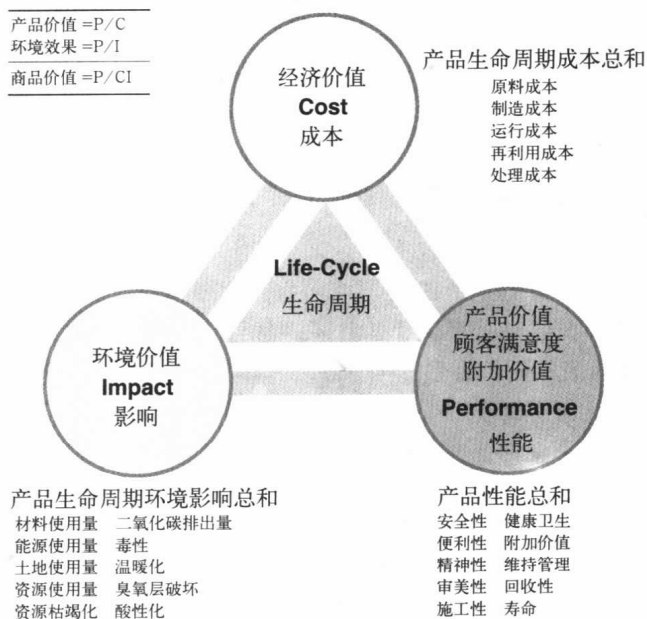 产品价值 =P/C
环境效果 =P/I
商品价值 =P/CI
经济价值
Cost
成本
产品生命周期成本总和
原料成本
制造成本
运行成本
再利用成本
处理成本
Life-Cycle
生命周期
环境价值
Impact
影响
产品价值
顾客满意度
附加价值
Performance
性能
产品生命周期环境影响总和
材料使用量 二氧化碳排出量
能源使用量 毒性
土地使用量 温暖化
资源使用量 臭氧层破坏
资源枯竭化 酸性化
产品性能总和
安全性 健康卫生
便利性 附加价值
精神性 维持管理
审美性 回收性
施工性 寿命